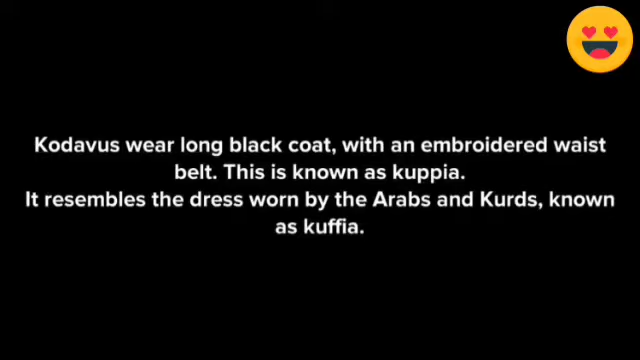 Kodavus wear long black coat, with an embroidered waist
belt. This is known as kuppia.
It resembles the dress worn by the Arabs and Kurds, known
as kuffia.